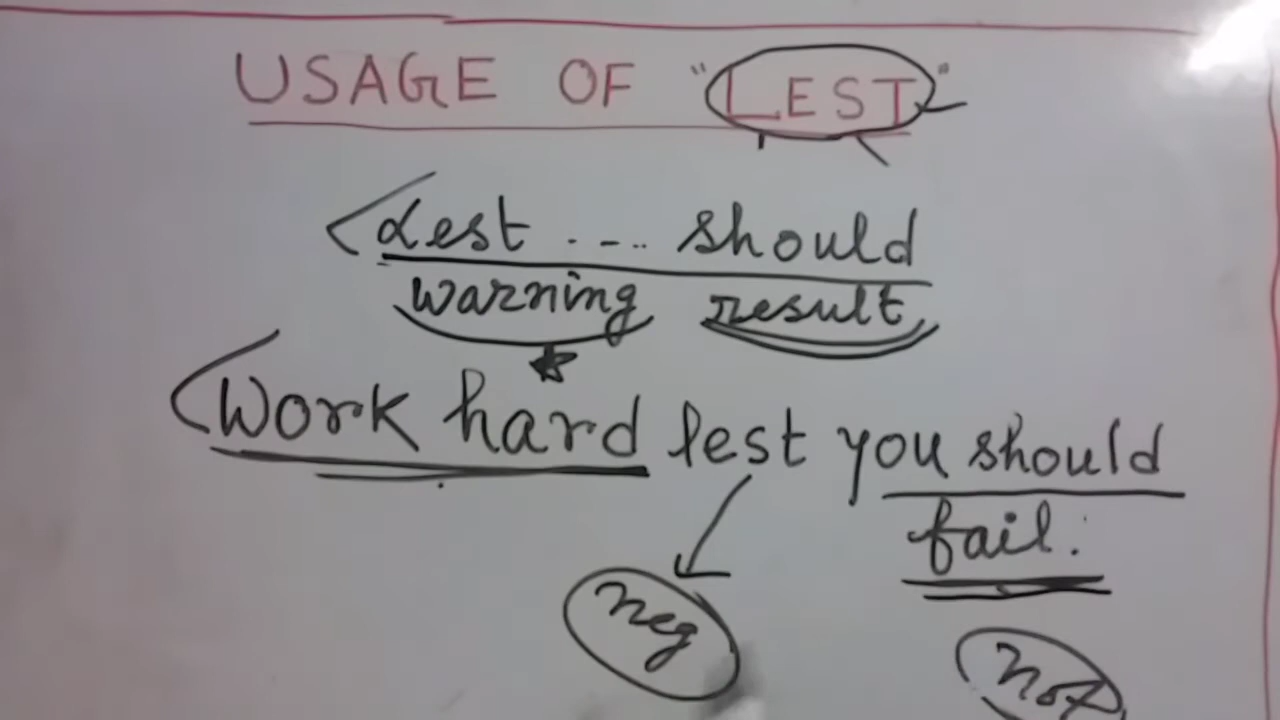 USAGE OF "LEST"
Lest .... should
warning result
Work hard lest you should
fail.
neg
not